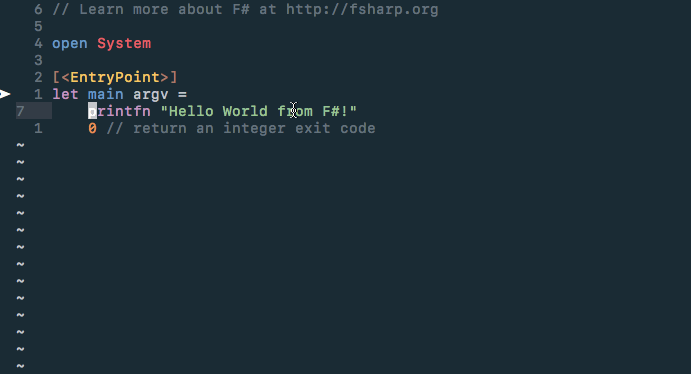 6 // Learn more about F# at http://fsharp.org
5
4 open System
3
2 [<EntryPoint>]
1 let main argv =
7 printfn "Hello World from F#!"
1 0 // return an integer exit code
~
~
~
~
~
~
~
~
~
~
~
~
~
~